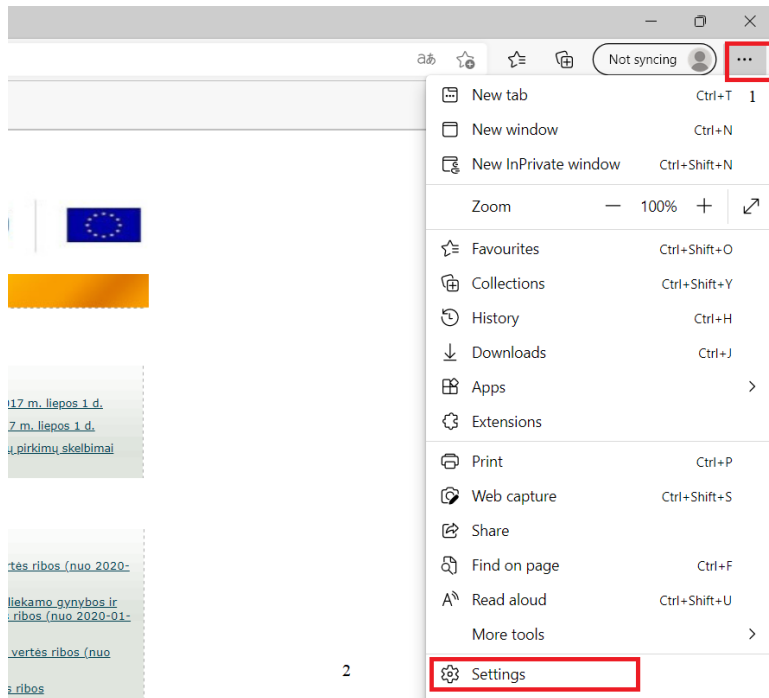 aあ Not syncing ...
New tab Ctrl+T 1
New window Ctrl+N
New InPrivate window Ctrl+Shift+N
Zoom — 100% +
Favourites Ctrl+Shift+O
Collections Ctrl+Shift+Y
History Ctrl+H
Downloads Ctrl+J
Apps
Extensions
Print Ctrl+P
Web capture Ctrl+Shift+S
Share
Find on page Ctrl+F
Read aloud Ctrl+Shift+U
More tools
Settings
2
17 m. liepos 1 d.
7 m. liepos 1 d.
ų pirkimų skelbimai
rtės ribos (nuo 2020-
liekamo gynybos ir
ribos (nuo 2020-01-
vertės ribos (nuo
s ribos